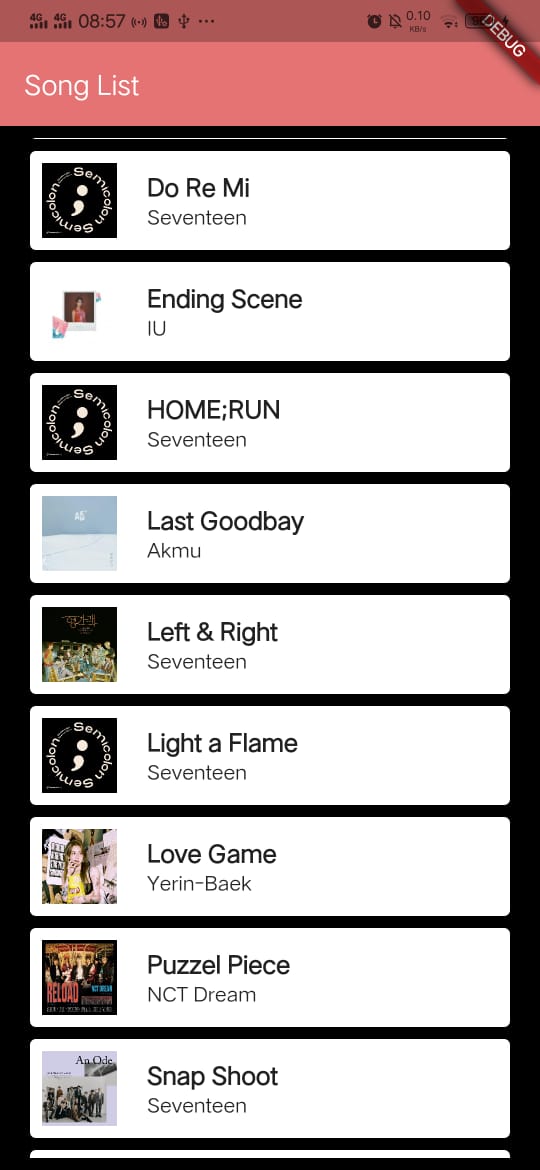 4G 4G 08:57 0.10 KB/s
DEBUG
Song List
Semicolon Semicolon
Do Re Mi
Seventeen
Ending Scene
IU
Semicolon Semicolon
HOME;RUN
Seventeen
Last Goodbay
Akmu
Left & Right
Seventeen
Semicolon Semicolon
Light a Flame
Seventeen
Love Game
Yerin-Baek
RELOAD
NCT DREAM
Puzzel Piece
NCT Dream
An Ode
Snap Shoot
Seventeen